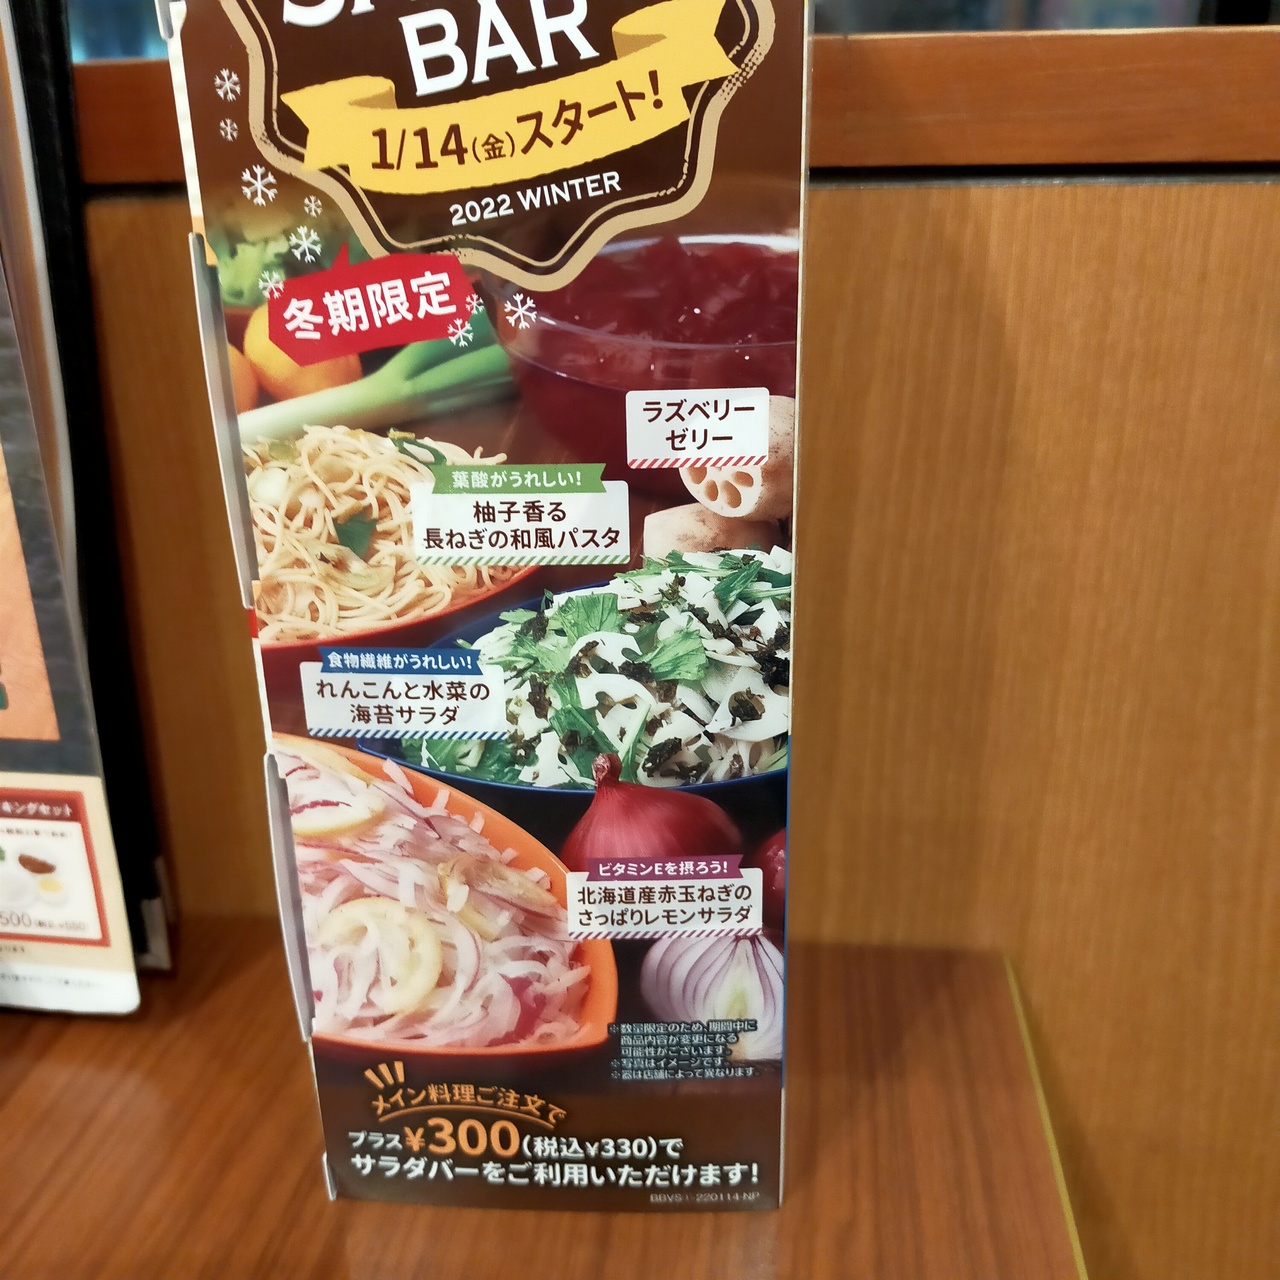 BAR
1/14(金)スタート!
2022 WINTER
冬期限定
ラズベリー
ゼリー
葉酸がうれしい!
柚子香る
長ねぎの和風パスタ
食物繊維がうれしい!
れんこんと水菜の
海苔サラダ
ビタミンEを摂ろう!
北海道産赤玉ねぎの
さっぱりレモンサラダ
※数量限定のため、期間中に
商品内容が変更になる
可能性がございます。
※写真はイメージです。
※器は店舗によって異なります。
メイン料理ご注文で
プラス¥300(税込¥330)で
サラダバーをご利用いただけます!
キングセット